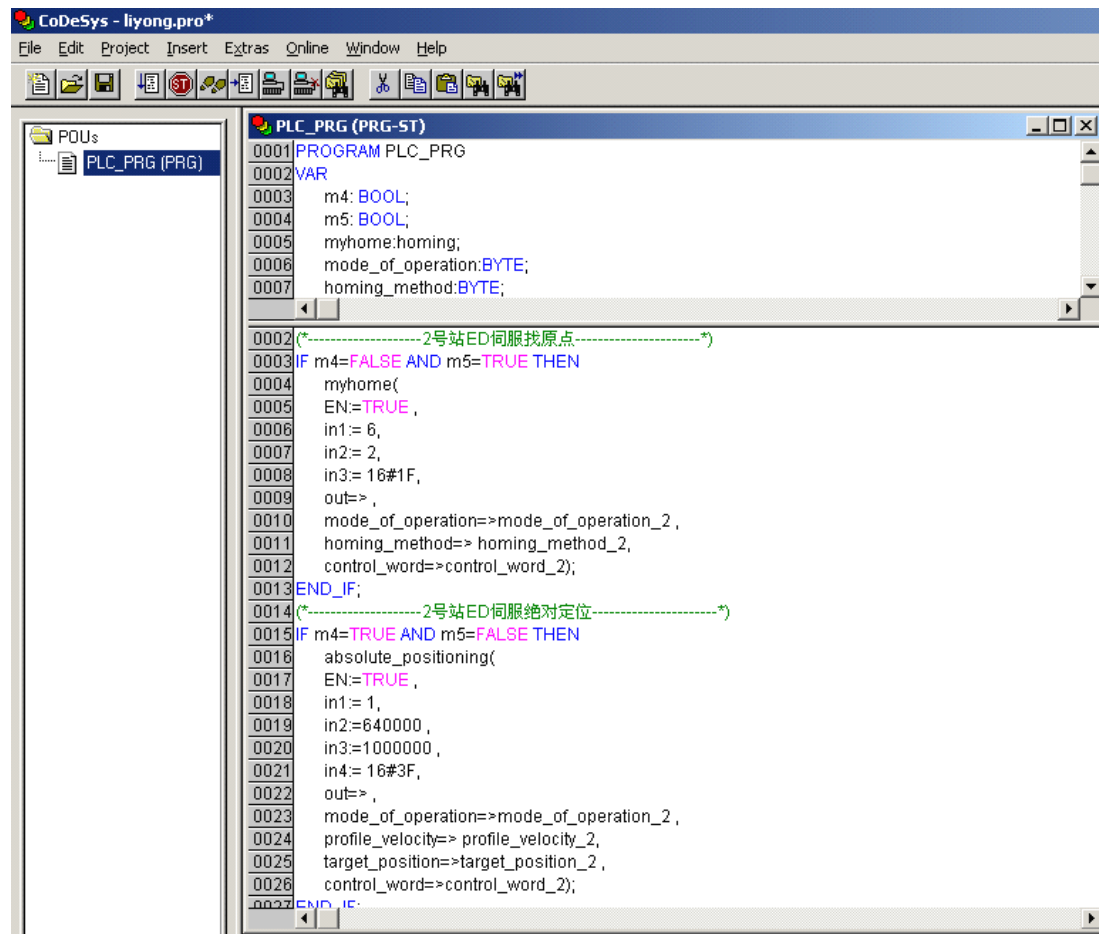 CoDeSys - liyong.pro*
File Edit Project Insert Extras Online Window Help
POUs
PLC_PRG (PRG)
PLC_PRG (PRG-ST)
0001 PROGRAM PLC_PRG
0002 VAR
0003 m4: BOOL;
0004 m5: BOOL;
0005 myhome:homing;
0006 mode_of_operation:BYTE;
0007 homing_method:BYTE;
0002 (*--------------------2号站ED伺服找原点----------------------*)
0003 IF m4=FALSE AND m5=TRUE THEN
0004 myhome(
0005 EN:=TRUE ,
0006 in1:= 6,
0007 in2:= 2,
0008 in3:= 16#1F,
0009 out=> ,
0010 mode_of_operation=>mode_of_operation_2 ,
0011 homing_method=> homing_method_2,
0012 control_word=>control_word_2);
0013 END_IF;
0014 (*--------------------2号站ED伺服绝对定位----------------------*)
0015 IF m4=TRUE AND m5=FALSE THEN
0016 absolute_positioning(
0017 EN:=TRUE ,
0018 in1:= 1,
0019 in2:=640000 ,
0020 in3:=1000000 ,
0021 in4:= 16#3F,
0022 out=> ,
0023 mode_of_operation=>mode_of_operation_2 ,
0024 profile_velocity=> profile_velocity_2,
0025 target_position=>target_position_2 ,
0026 control_word=>control_word_2);
0027 END_IF;